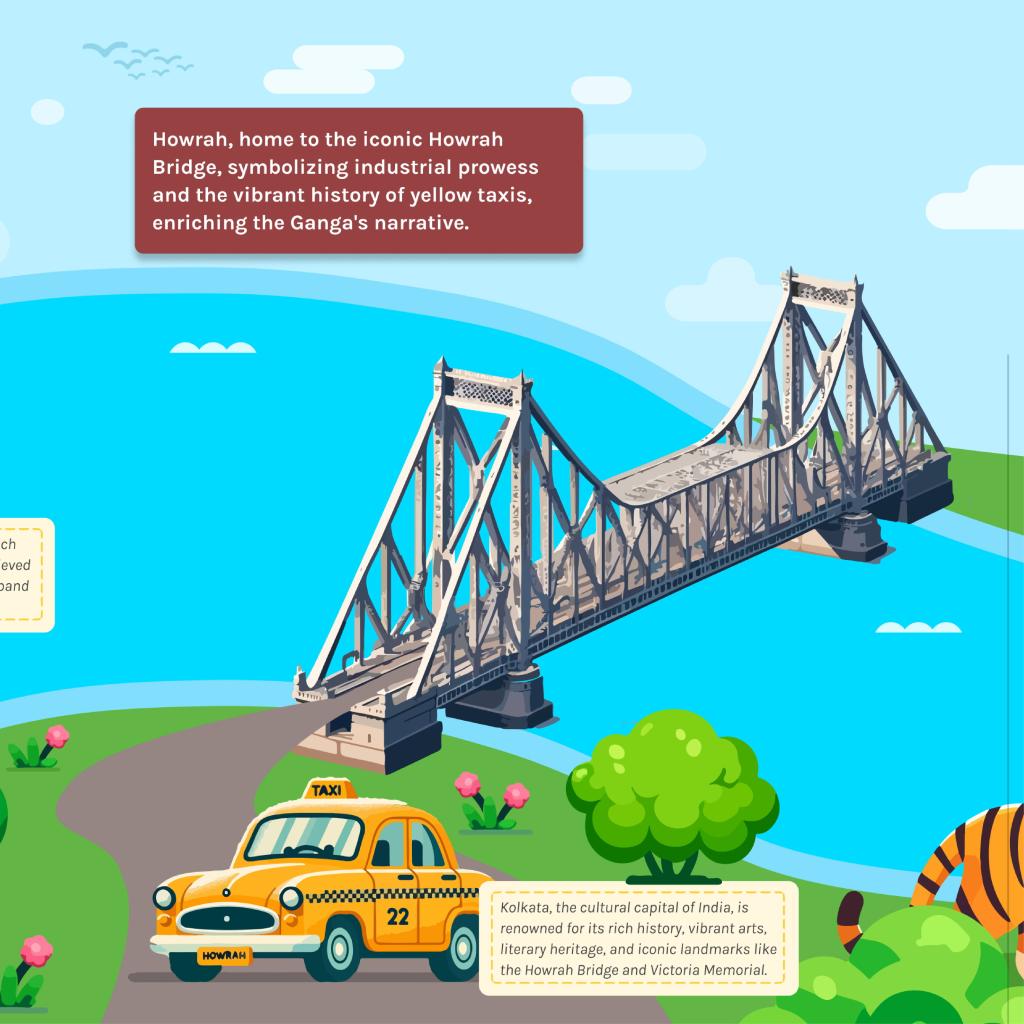 Howrah, home to the iconic Howrah
Bridge, symbolizing industrial prowess
and the vibrant history of yellow taxis,
enriching the Ganga's narrative.
TAXI
22
HOWRAH
Kolkata, the cultural capital of India, is
renowned for its rich history, vibrant arts,
literary heritage, and iconic landmarks like
the Howrah Bridge and Victoria Memorial.